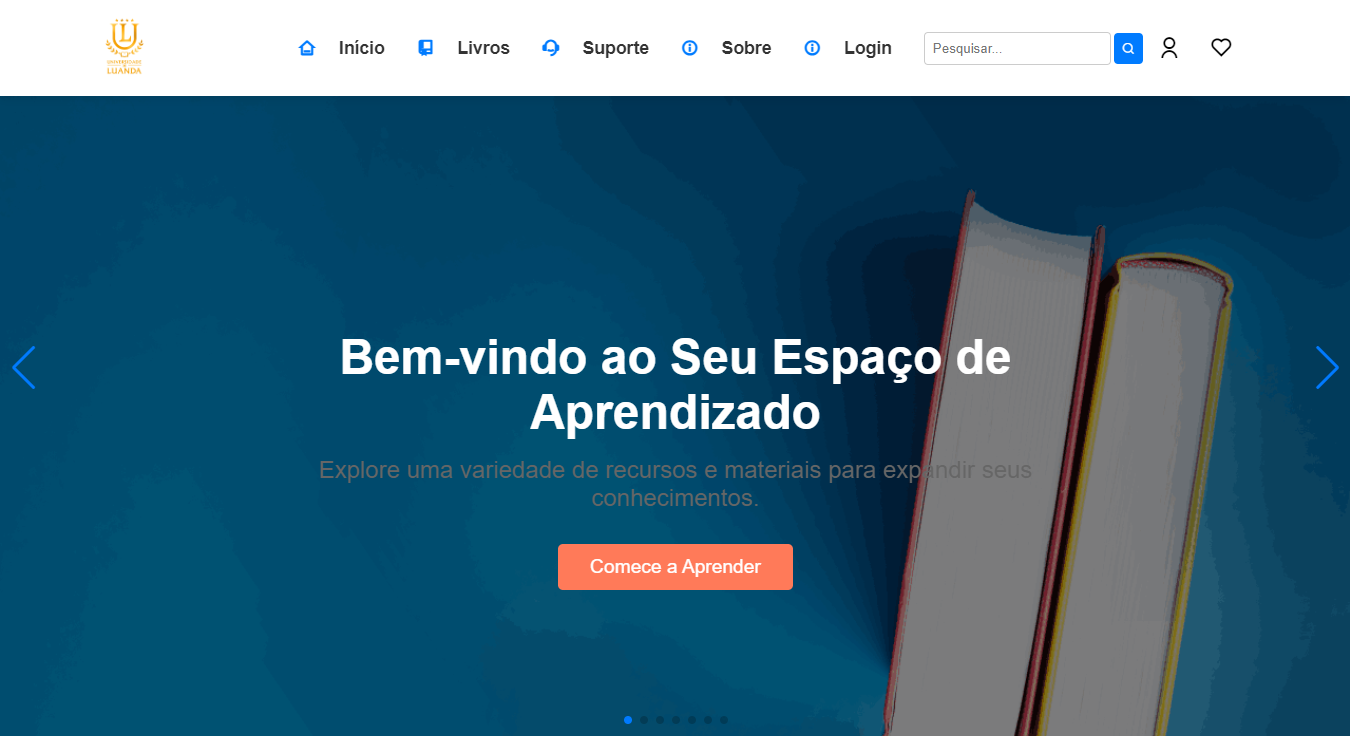 UNIVERSIDADE
LUANDA
Início Livros Suporte Sobre Login Pesquisar...
Bem-vindo ao Seu Espaço de
Aprendizado
Explore uma variedade de recursos e materiais para expandir seus
conhecimentos.
Comece a Aprender